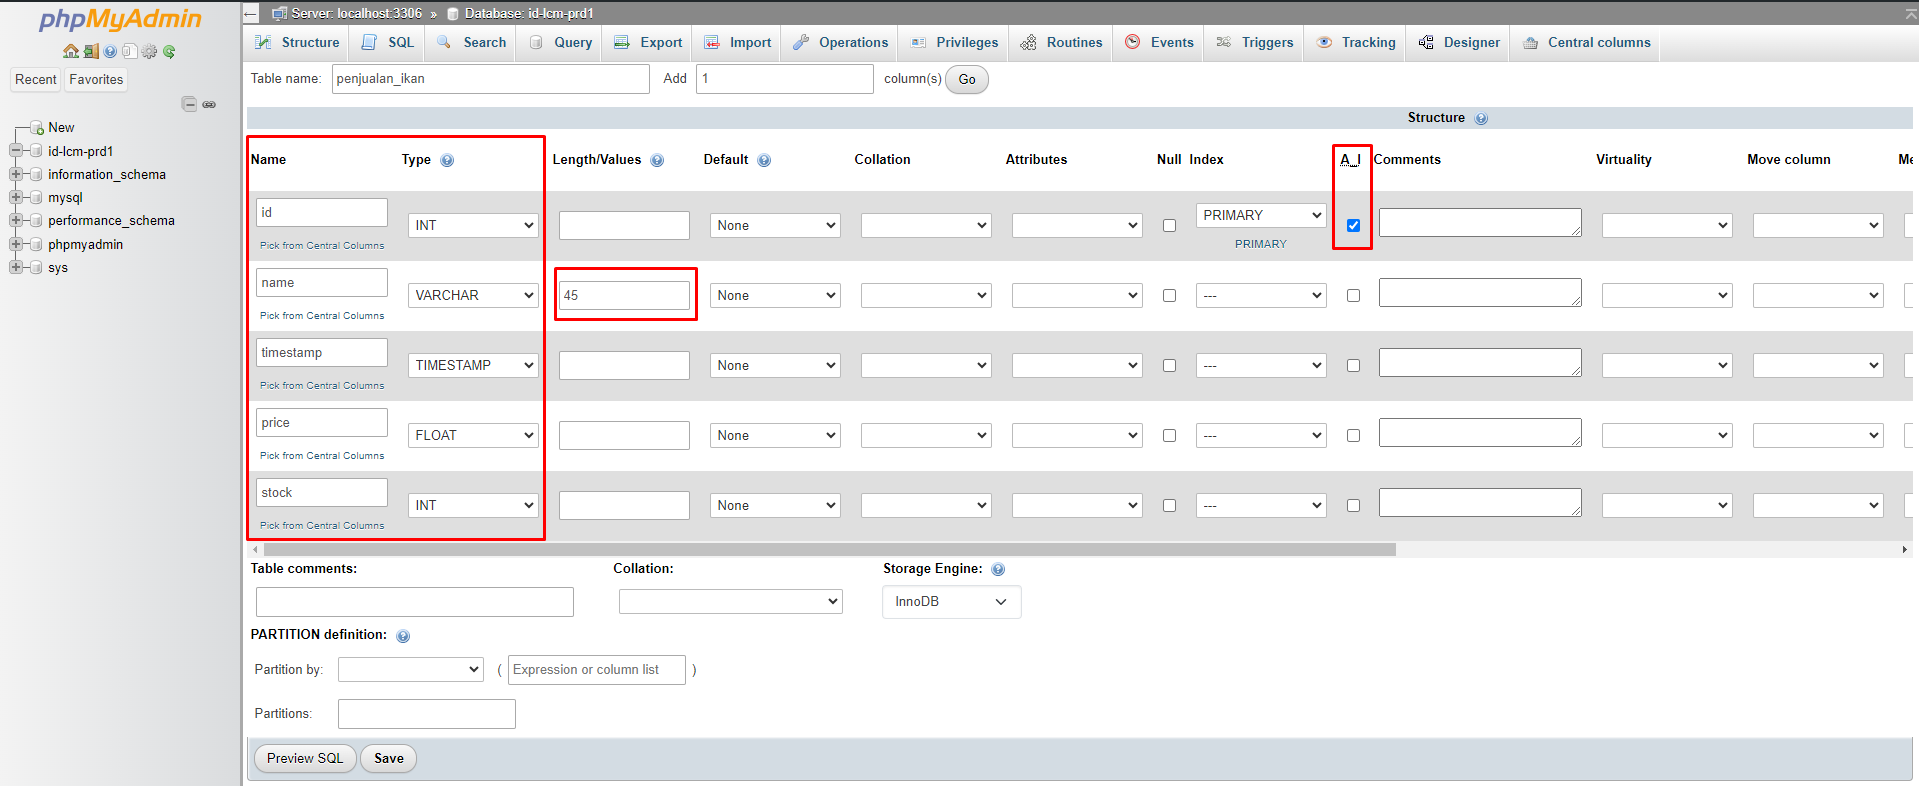 phpMyAdmin
Recent Favorites
New
id-lcm-prd1
information_schema
mysql
performance_schema
phpmyadmin
sys
Server: localhost:3306 » Database: id-lcm-prd1
Structure SQL Search Query Export Import Operations Privileges Routines Events Triggers Tracking Designer Central columns
Table name: penjualan_ikan Add 1 column(s) Go
Structure
Name Type Length/Values Default Collation Attributes Null Index A_I Comments Virtuality Move column Me
id INT None PRIMARY
Pick from Central Columns PRIMARY
name VARCHAR 45 None ---
Pick from Central Columns
timestamp TIMESTAMP None ---
Pick from Central Columns
price FLOAT None ---
Pick from Central Columns
stock INT None ---
Pick from Central Columns
Table comments: Collation: Storage Engine:
InnoDB
PARTITION definition:
Partition by: ( Expression or column list )
Partitions:
Preview SQL Save